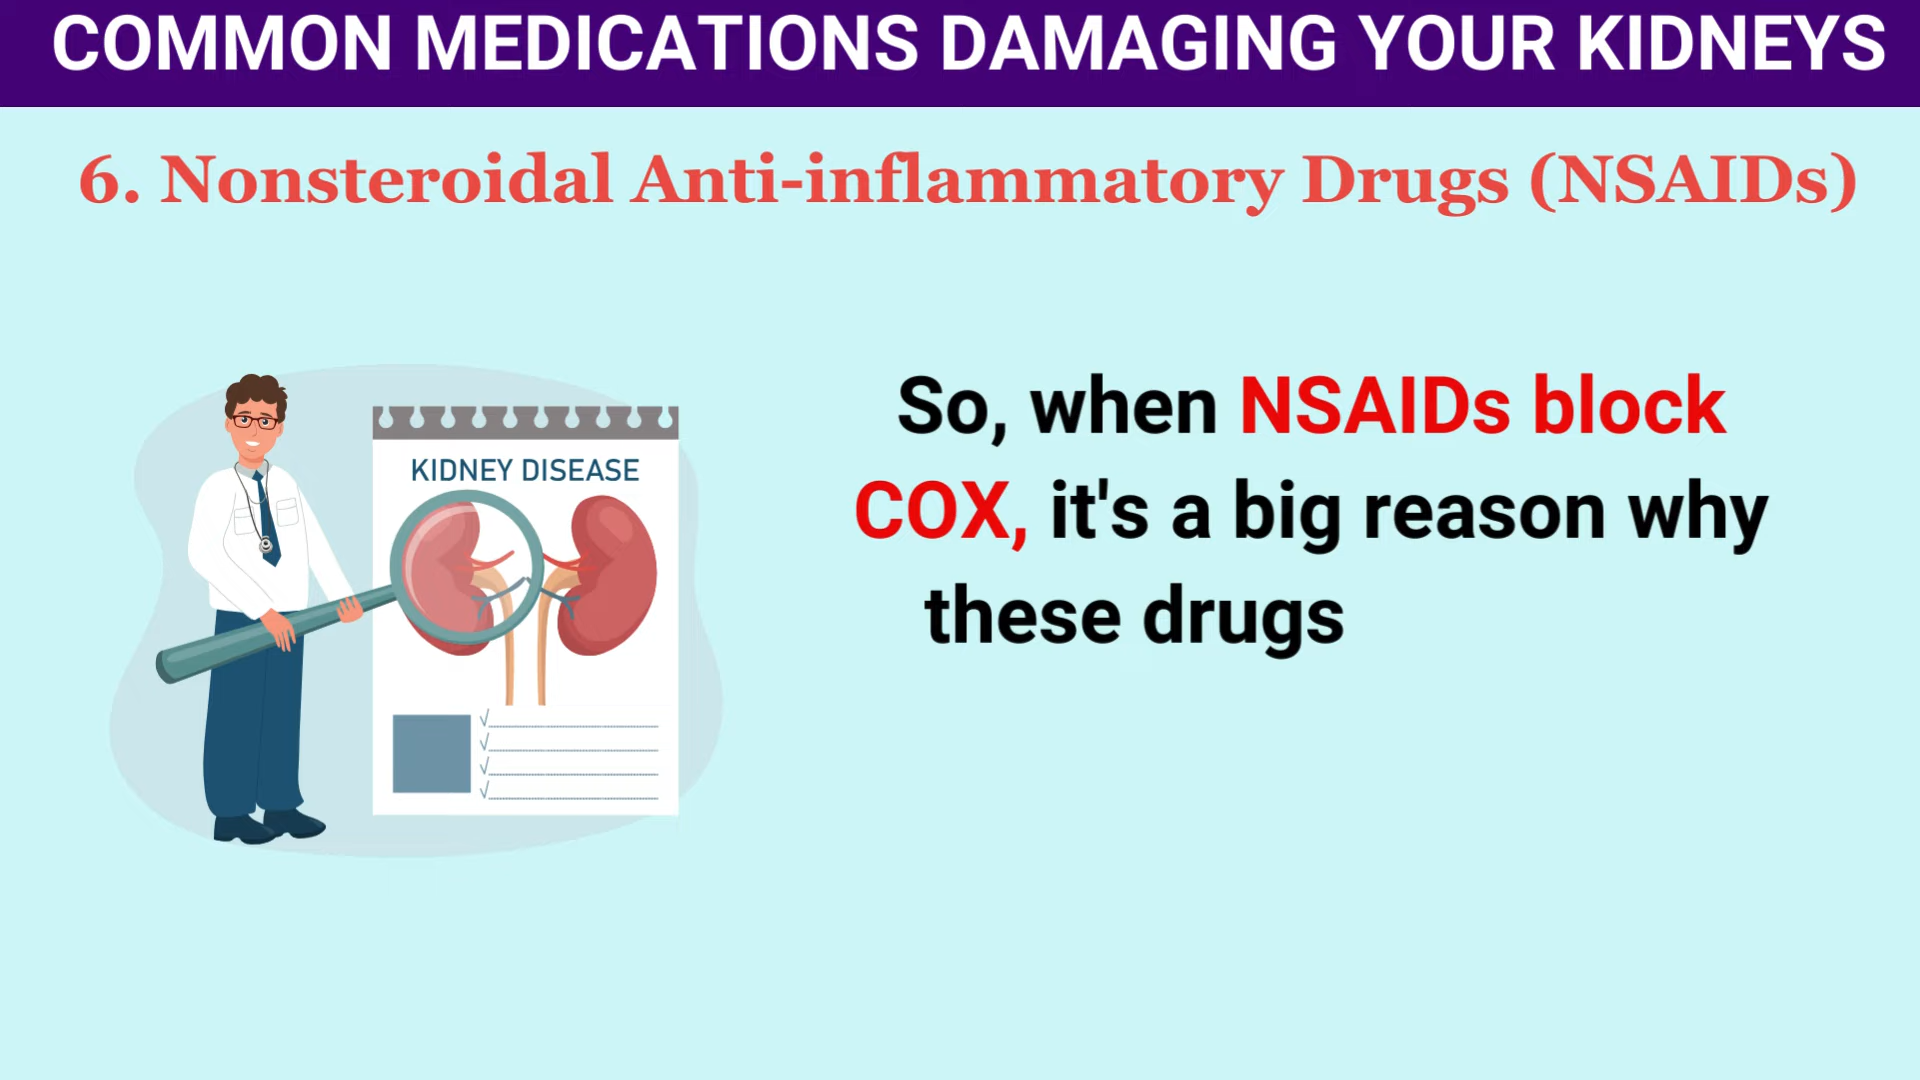 COMMON MEDICATIONS DAMAGING YOUR KIDNEYS
6. Nonsteroidal Anti-inflammatory Drugs (NSAIDs)
KIDNEY DISEASE
So, when NSAIDs block
COX, it's a big reason why
these drugs